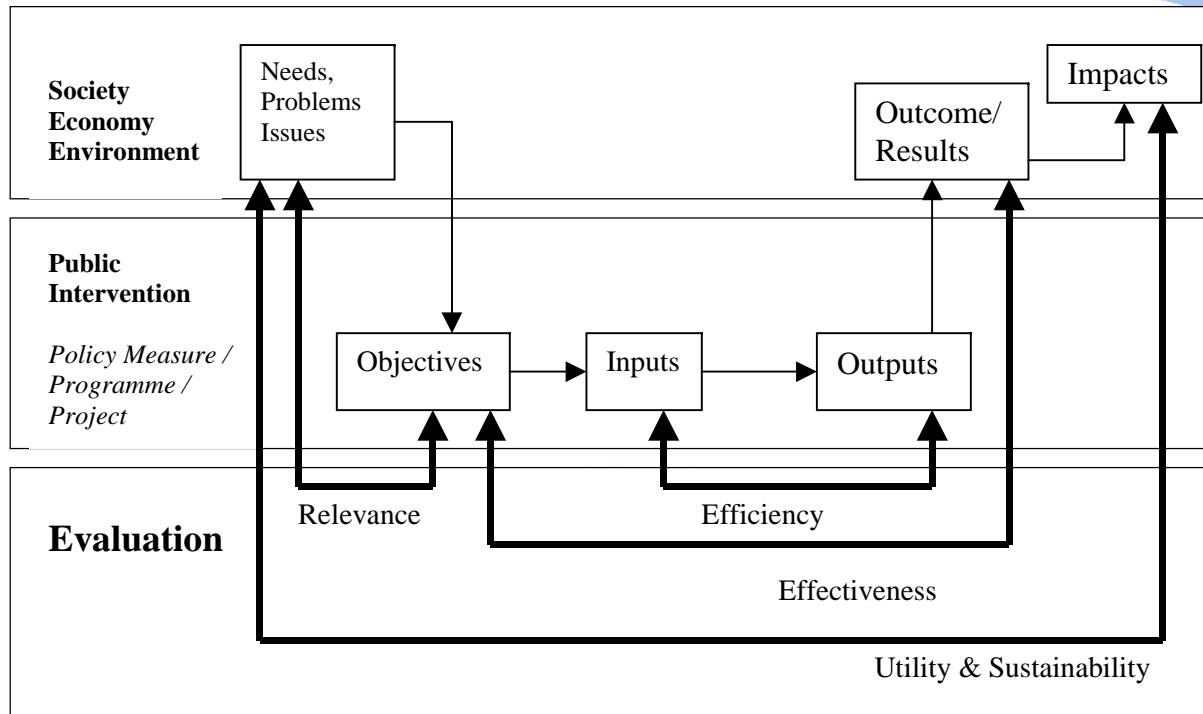 Society
Economy
Environment
Needs,
Problems
Issues
Outcome/
Results
Impacts
Public
Intervention
Policy Measure /
Programme /
Project
Objectives
Inputs
Outputs
Evaluation
Relevance
Efficiency
Effectiveness
Utility & Sustainability